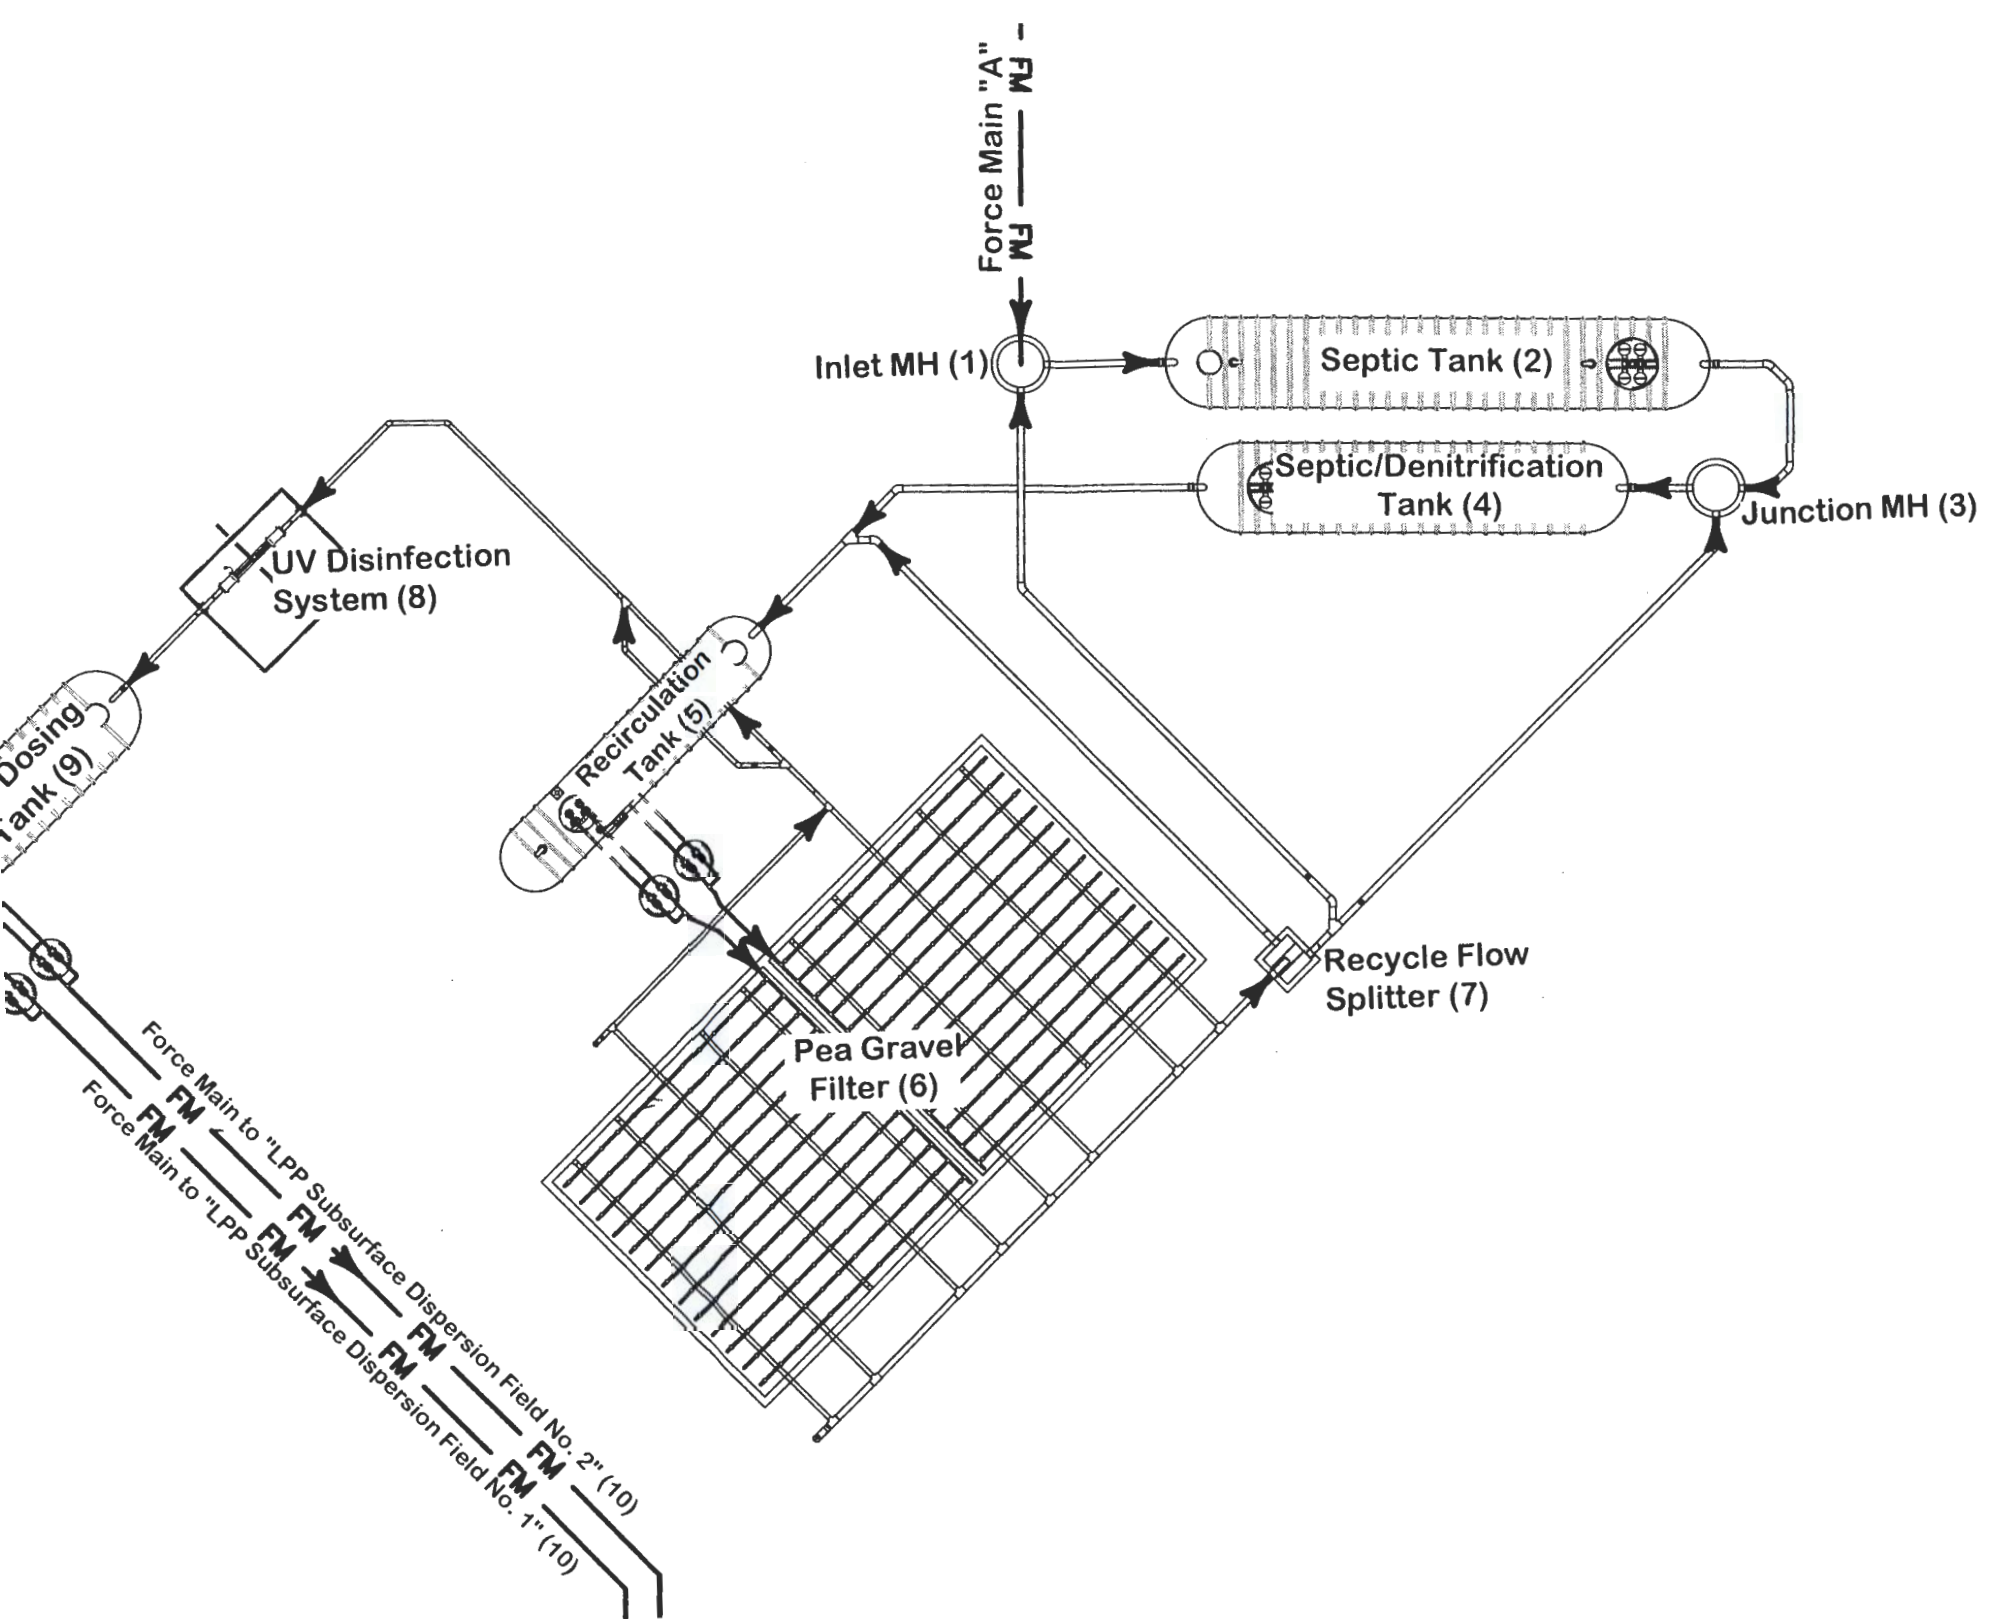 Force Main "A"
FM
FM
Inlet MH (1)
Septic Tank (2)
Septic/Denitrification
Tank (4)
Junction MH (3)
UV Disinfection
System (8)
Recirculation
Tank (5)
Dosing
Tank (9)
Recycle Flow
Splitter (7)
Pea Gravel
Filter (6)
Force Main to "LPP Subsurface Dispersion Field No. 2" (10)
FM
FM
FM
FM
Force Main to "LPP Subsurface Dispersion Field No. 1" (10)
FM
FM
FM
FM